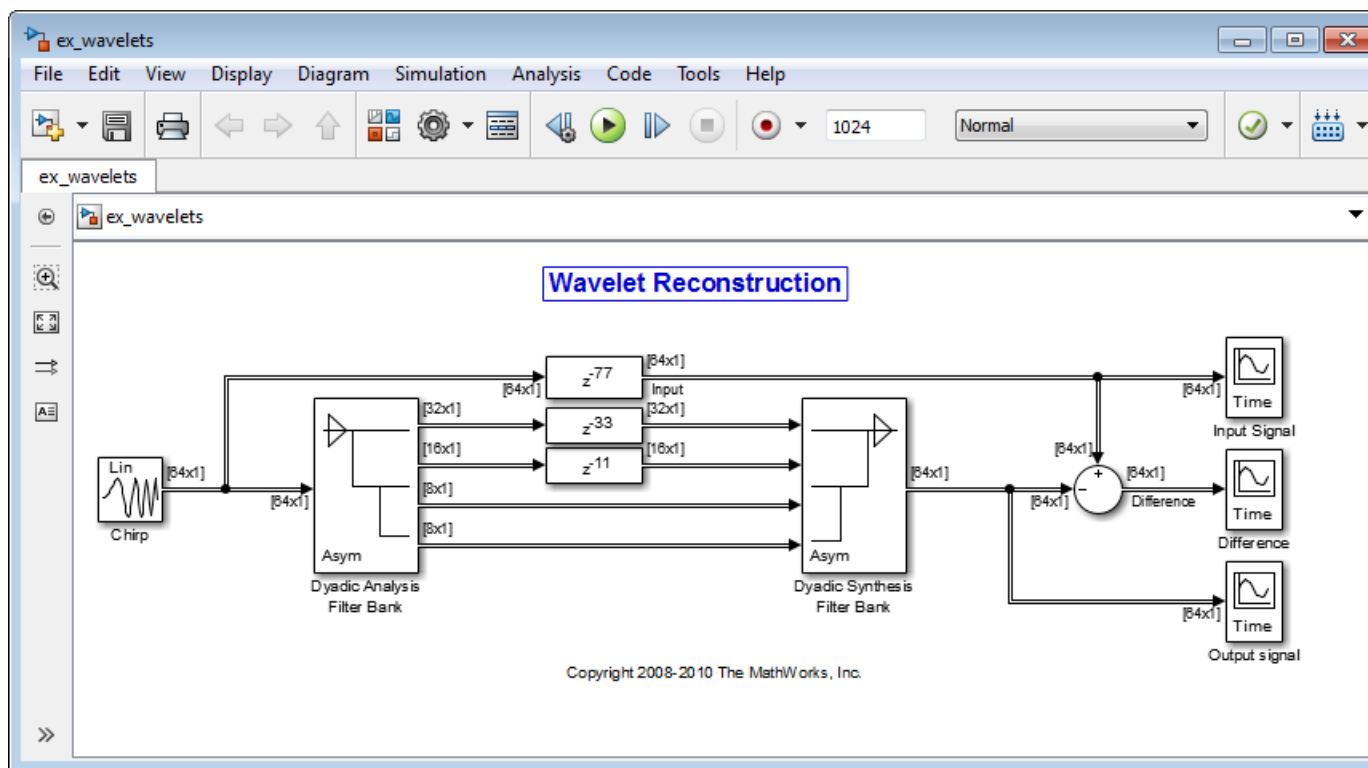 ex_wavelets
File Edit View Display Diagram Simulation Analysis Code Tools Help
1024 Normal
ex_wavelets
ex_wavelets
Wavelet Reconstruction
z-77
[64x1]
[64x1]
Input
[64x1]
Time
Input Signal
[32x1]
z-33
[32x1]
[16x1]
z-11
[16x1]
[8x1]
[8x1]
Lin
Chirp
[64x1]
[64x1]
Asym
Dyadic Analysis
Filter Bank
Asym
Dyadic Synthesis
Filter Bank
[64x1]
[64x1]
[64x1]
+
-
[64x1]
Difference
Time
Difference
[64x1]
Time
Output signal
Copyright 2008-2010 The MathWorks, Inc.